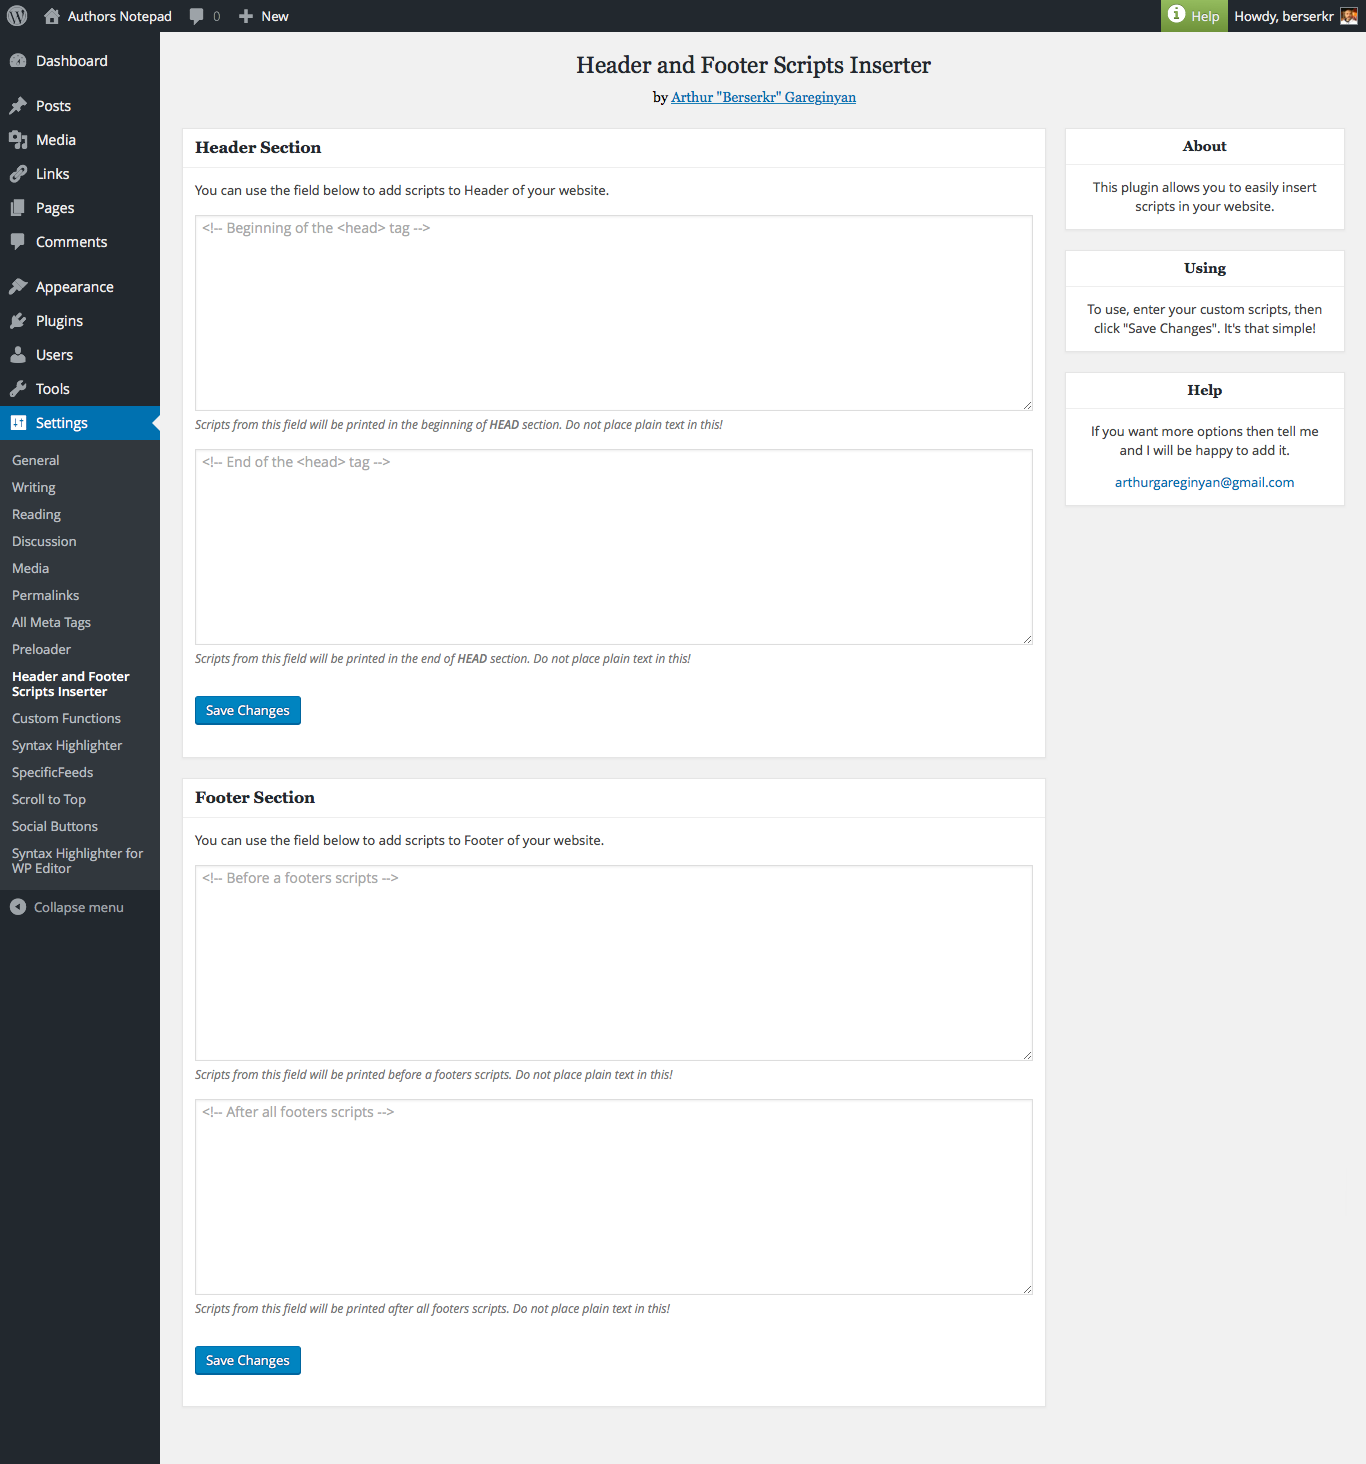 Authors Notepad 0 New Help Howdy, berserkr
Dashboard
Posts
Media
Links
Pages
Comments
Appearance
Plugins
Users
Tools
Settings
General
Writing
Reading
Discussion
Media
Permalinks
All Meta Tags
Preloader
Header and Footer
Scripts Inserter
Custom Functions
Syntax Highlighter
SpecificFeeds
Scroll to Top
Social Buttons
Syntax Highlighter for
WP Editor
Collapse menu
Header and Footer Scripts Inserter
by Arthur "Berserkr" Gareginyan
Header Section
You can use the field below to add scripts to Header of your website.
<!-- Beginning of the <head> tag -->
Scripts from this field will be printed in the beginning of HEAD section. Do not place plain text in this!
<!-- End of the <head> tag -->
Scripts from this field will be printed in the end of HEAD section. Do not place plain text in this!
Save Changes
Footer Section
You can use the field below to add scripts to Footer of your website.
<!-- Before a footers scripts -->
Scripts from this field will be printed before a footers scripts. Do not place plain text in this!
<!-- After all footers scripts -->
Scripts from this field will be printed after all footers scripts. Do not place plain text in this!
Save Changes
About
This plugin allows you to easily insert
scripts in your website.
Using
To use, enter your custom scripts, then
click "Save Changes". It's that simple!
Help
If you want more options then tell me
and I will be happy to add it.
arthurgareginyan@gmail.com